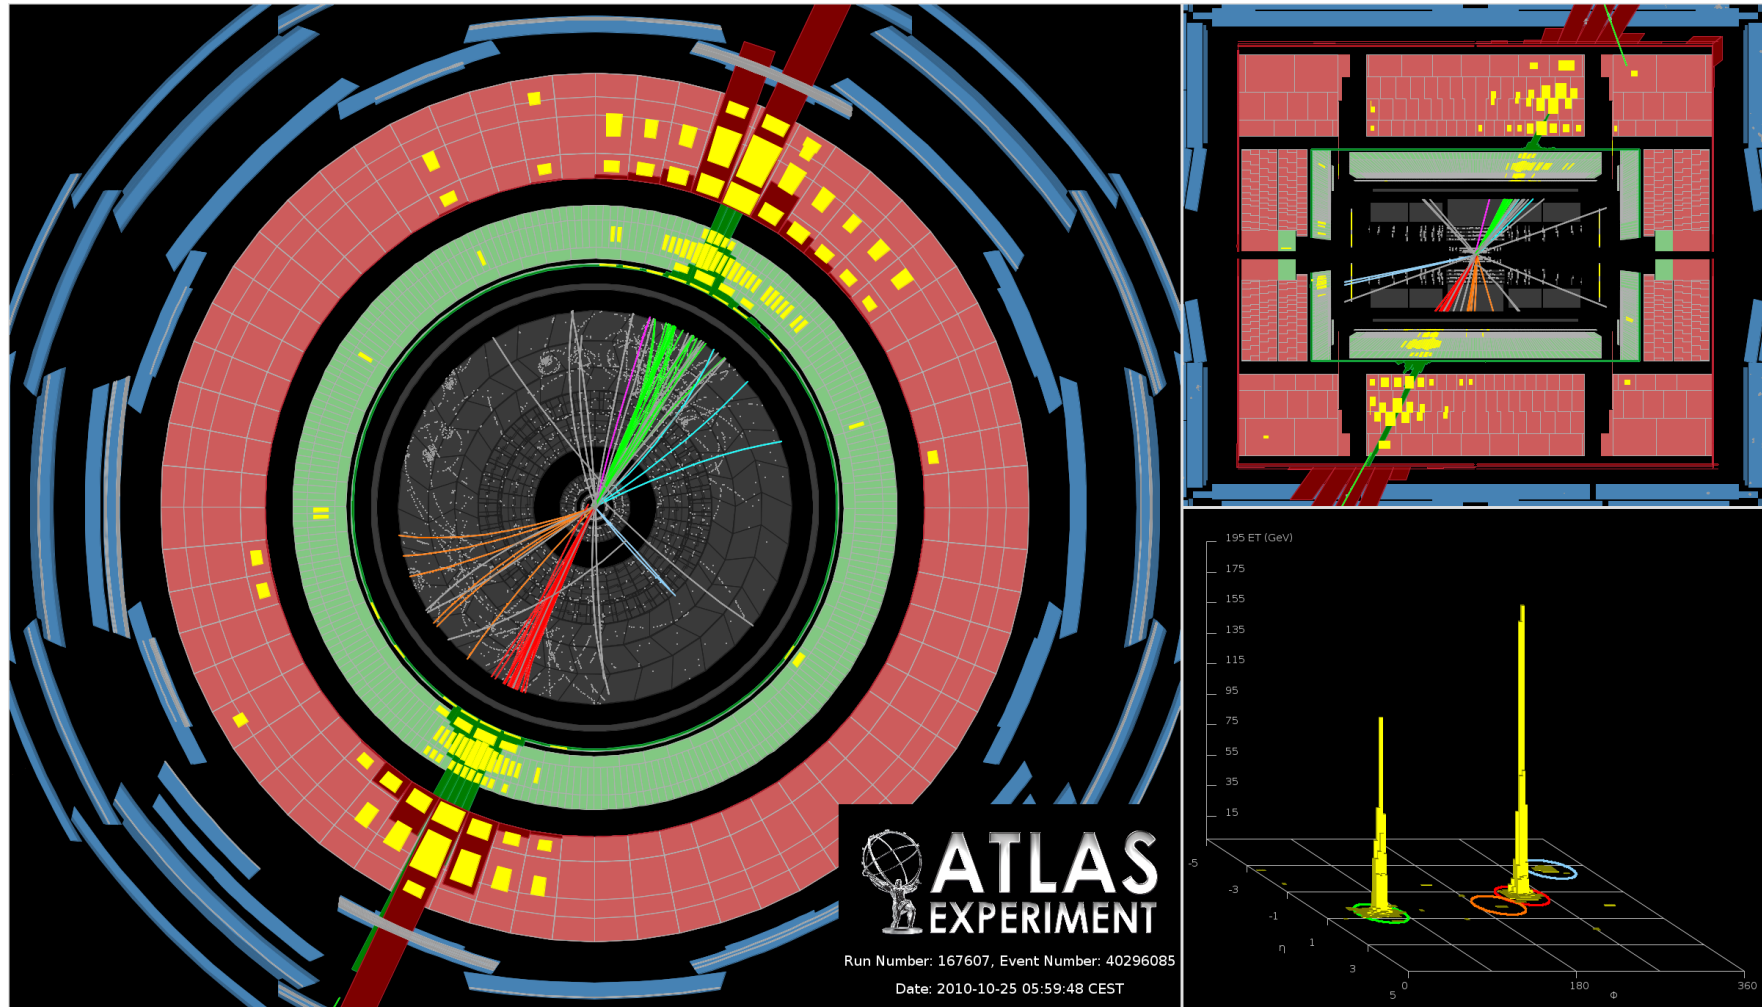 195 ET (GeV)
175
155
135
115
95
75
55
35
15
-5
-3
-1
η
1
3
5
0
180
Φ
360
ATLAS
EXPERIMENT
Run Number: 167607, Event Number: 40296085
Date: 2010-10-25 05:59:48 CEST